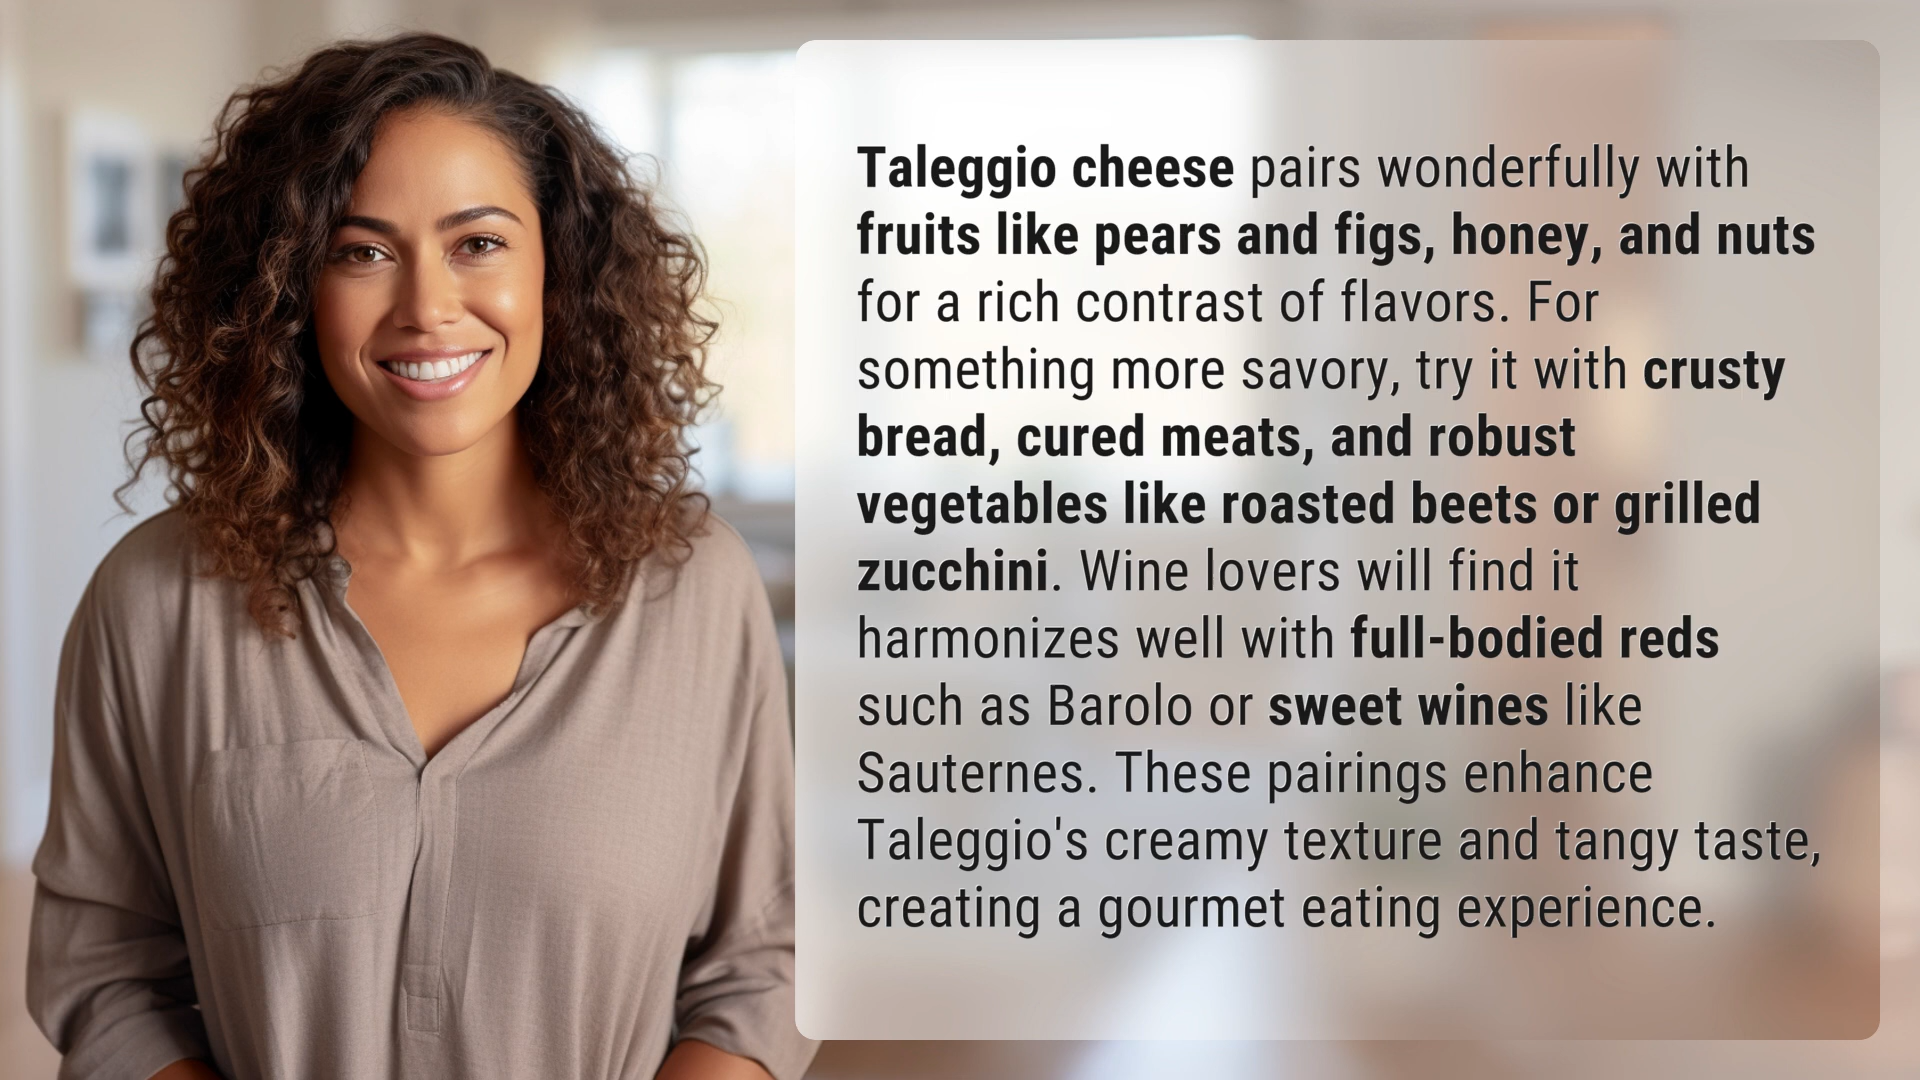 Taleggio cheese pairs wonderfully with
fruits like pears and figs, honey, and nuts
for a rich contrast of flavors. For
something more savory, try it with crusty
bread, cured meats, and robust
vegetables like roasted beets or grilled
zucchini. Wine lovers will find it
harmonizes well with full-bodied reds
such as Barolo or sweet wines like
Sauternes. These pairings enhance
Taleggio's creamy texture and tangy taste,
creating a gourmet eating experience.